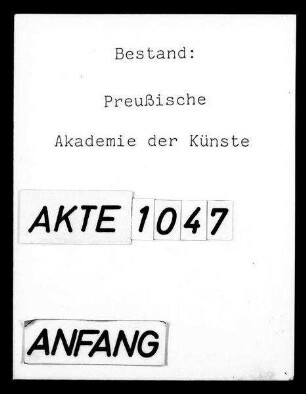 Bestand:
Preußische
Akademie der Künste
AKTE 1047
ANFANG